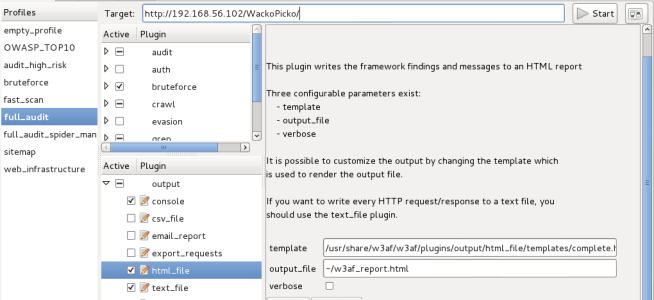 Profiles
Target: http://192.168.56.102/WackoPicko/ Start
empty_profile
OWASP_TOP10
audit_high_risk
bruteforce
fast_scan
full_audit
full_audit_spider_man
sitemap
web_infrastructure
Active Plugin
audit
auth
bruteforce
crawl
evasion
grep
Active Plugin
output
console
csv_file
email_report
export_requests
html_file
text_file
This plugin writes the framework findings and messages to an HTML report
Three configurable parameters exist:
- template
- output_file
- verbose
It is possible to customize the output by changing the template which
is used to render the output file.
If you want to write every HTTP request/response to a text file, you
should use the text_file plugin.
template /usr/share/w3af/w3af/plugins/output/html_file/templates/complete.h
output_file ~/w3af_report.html
verbose